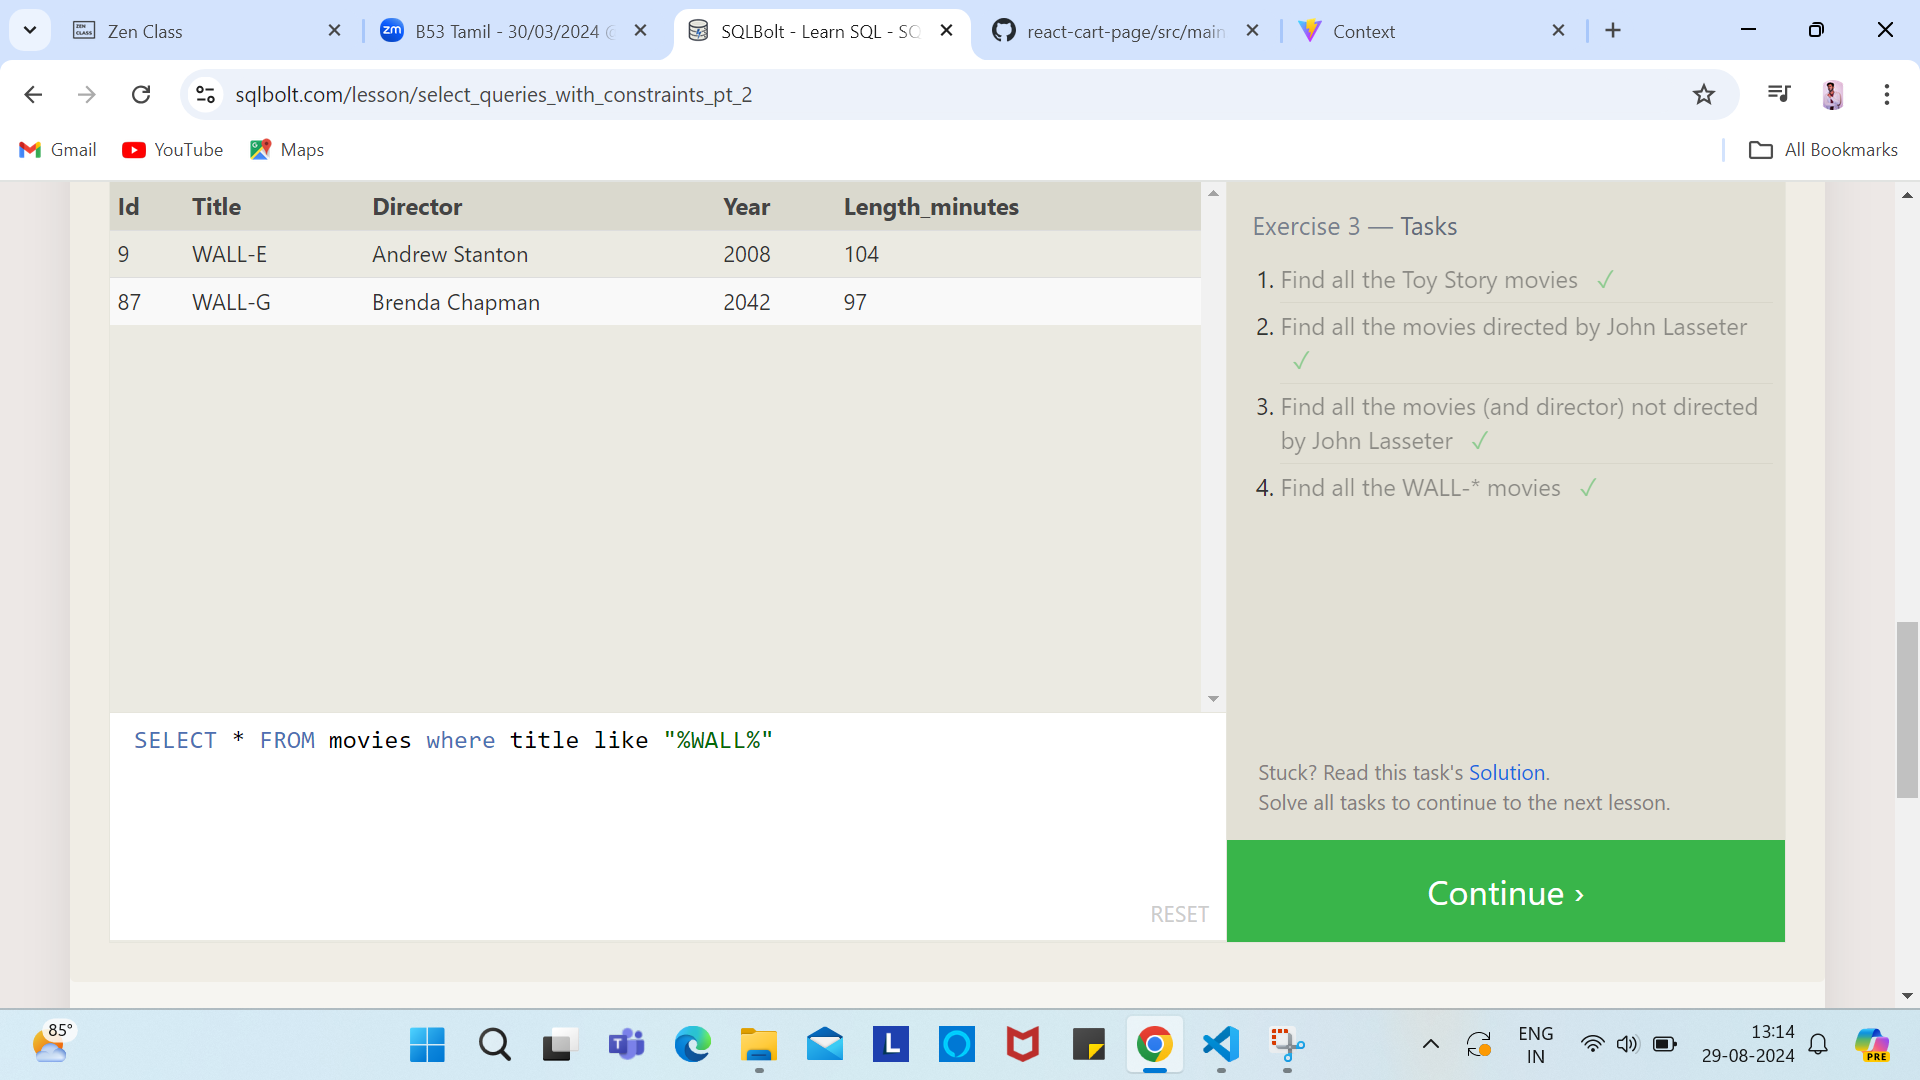 Zen Class
B53 Tamil - 30/03/2024
SQLBolt - Learn SQL - SQ
react-cart-page/src/main
Context
sqlbolt.com/lesson/select_queries_with_constraints_pt_2
Gmail
YouTube
Maps
All Bookmarks
Id Title Director Year Length_minutes
9 WALL-E Andrew Stanton 2008 104
87 WALL-G Brenda Chapman 2042 97
SELECT * FROM movies where title like "%WALL%"
RESET
Exercise 3 — Tasks
1. Find all the Toy Story movies ✓
2. Find all the movies directed by John Lasseter
✓
3. Find all the movies (and director) not directed
by John Lasseter ✓
4. Find all the WALL-* movies ✓
Stuck? Read this task's Solution.
Solve all tasks to continue to the next lesson.
Continue ›
85°
ENG
IN
13:14
29-08-2024
PRE